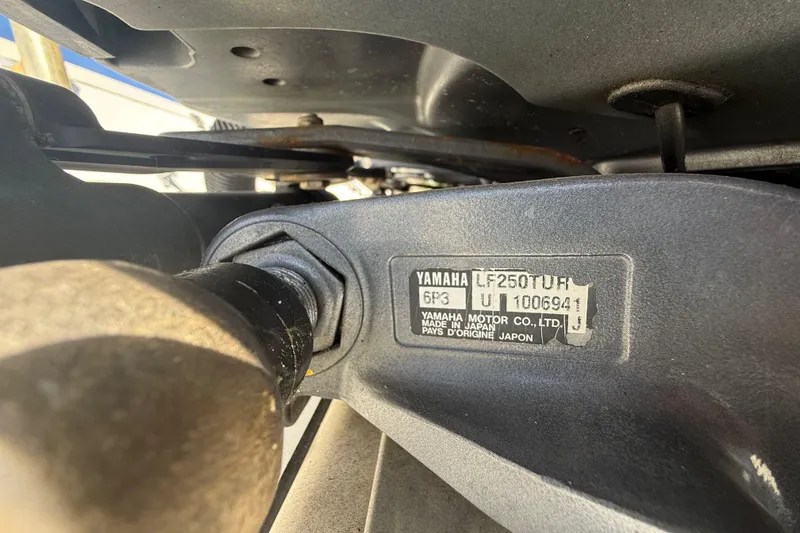 YAMAHA LF250TUR
6P3 U 1006941 J
YAMAHA MOTOR CO., LTD.
MADE IN JAPAN
PAYS D'ORIGINE JAPON